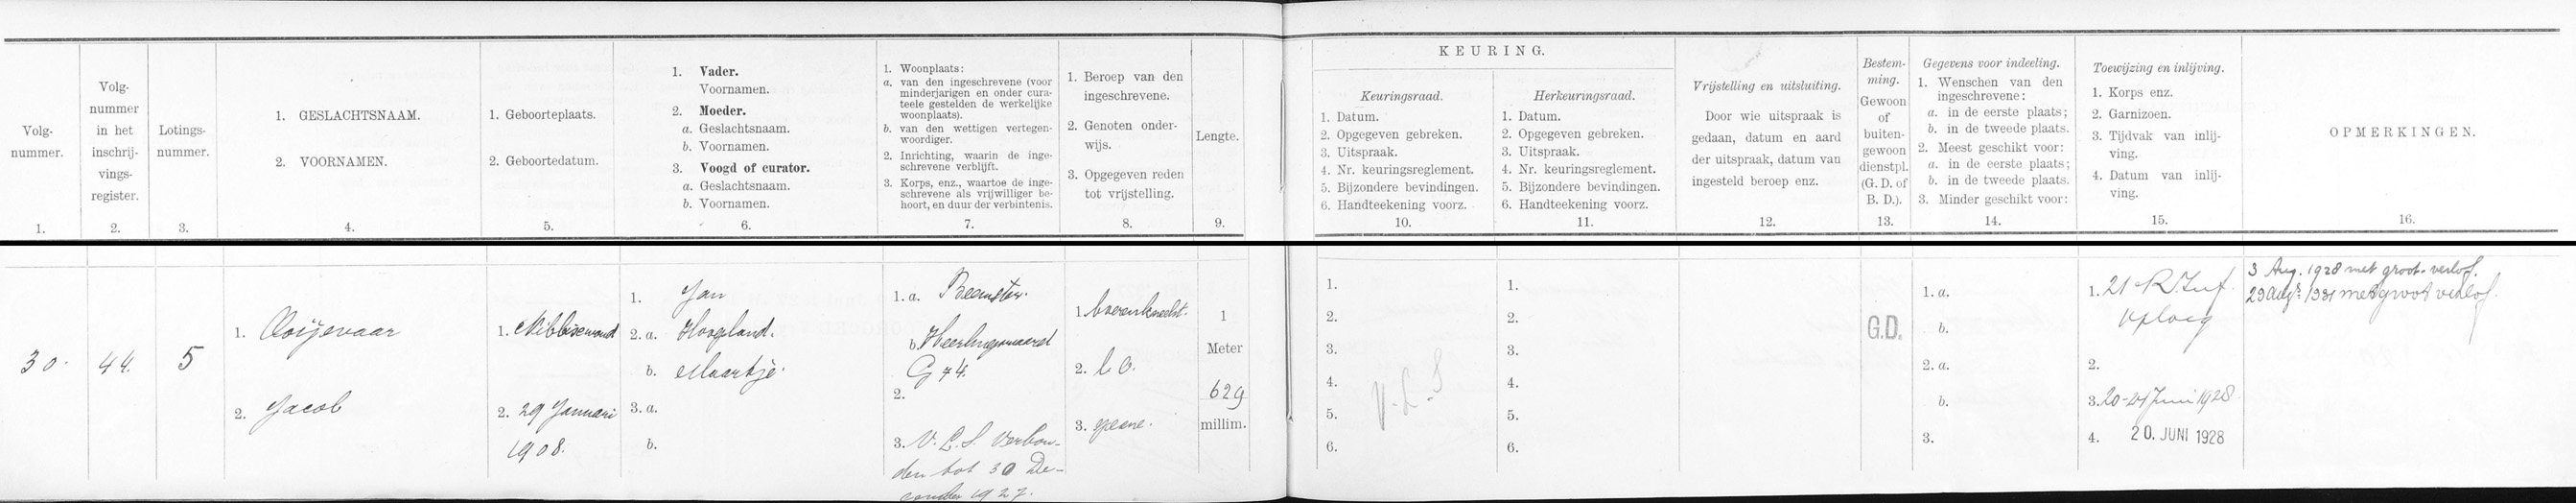 Volg-
nummer.
1.
Volg-
nummer
in het
inschrij-
vings-
register.
2.
Lotings-
nummer.
3.
1. GESLACHTSNAAM.
2. VOORNAMEN.
4.
1. Geboorteplaats.
2. Geboortedatum.
5.
1. Vader.
Voornamen.
2. Moeder.
a. Geslachtsnaam.
b. Voornamen.
3. Voogd of curator.
a. Geslachtsnaam.
b. Voornamen.
6.
1. Woonplaats:
a. van den ingeschrevene (voor
minderjarigen en onder cura-
teele gestelden de werkelijke
woonplaats).
b. van den wettigen vertegen-
woordiger.
2. Inrichting, waarin de inge-
schrevene verblijft.
3. Korps, enz., waartoe de inge-
schrevene als vrijwilliger be-
hoort, en duur der verbintenis.
7.
1. Beroep van den
ingeschrevene.
2. Genoten onder-
wijs.
3. Opgegeven reden
tot vrijstelling.
8.
Lengte.
9.
KEURING.
Keuringsraad.
1. Datum.
2. Opgegeven gebreken.
3. Uitspraak.
4. Nr. keuringsreglement.
5. Bijzondere bevindingen.
6. Handteekening voorz.
10.
Herkeuringsraad.
1. Datum.
2. Opgegeven gebreken.
3. Uitspraak.
4. Nr. keuringsreglement.
5. Bijzondere bevindingen.
6. Handteekening voorz.
11.
Vrijstelling en uitsluiting.
Door wie uitspraak is
gedaan, datum en aard
der uitspraak, datum van
ingesteld beroep enz.
12.
Bestem-
ming.
Gewoon
of
buiten-
gewoon
dienstpl.
(G. D. of
B. D.).
13.
Gegevens voor indeeling.
1. Wenschen van den
ingeschrevene:
a. in de eerste plaats;
b. in de tweede plaats.
2. Meest geschikt voor:
a. in de eerste plaats;
b. in de tweede plaats.
3. Minder geschikt voor:
14.
Toewijzing en inlijving.
1. Korps enz.
2. Garnizoen.
3. Tijdvak van inlij-
ving.
4. Datum van inlij-
ving.
15.
OPMERKINGEN.
16.
30.
44.
5
1. Ooijevaar
2. Jacob
1. Nibbixwoud
2. 29 Januari
1908.
1. Jan
2. a. Hoogland.
b. Maartje.
3. a.
b.
1. a. Beemster.
b. Heerhugowaard
G 74.
2.
3. V. L. S. Verbon-
den tot 30 De-
cember 1927.
1. boerenknecht.
2. l o.
3. geene.
1
Meter
629
millim.
1.
2.
3.
4.
5.
6.
V.L.S
1.
2.
3.
4.
5.
6.
G.D.
1. a.
b.
2. a.
b.
3.
1. 21 R Inf.
Vploeg
2.
3. 20-21 Juni 1928
4. 20. JUNI 1928
3 Aug. 1928 met groot-verlof.
29 Aug. 1931 met groot verlof.